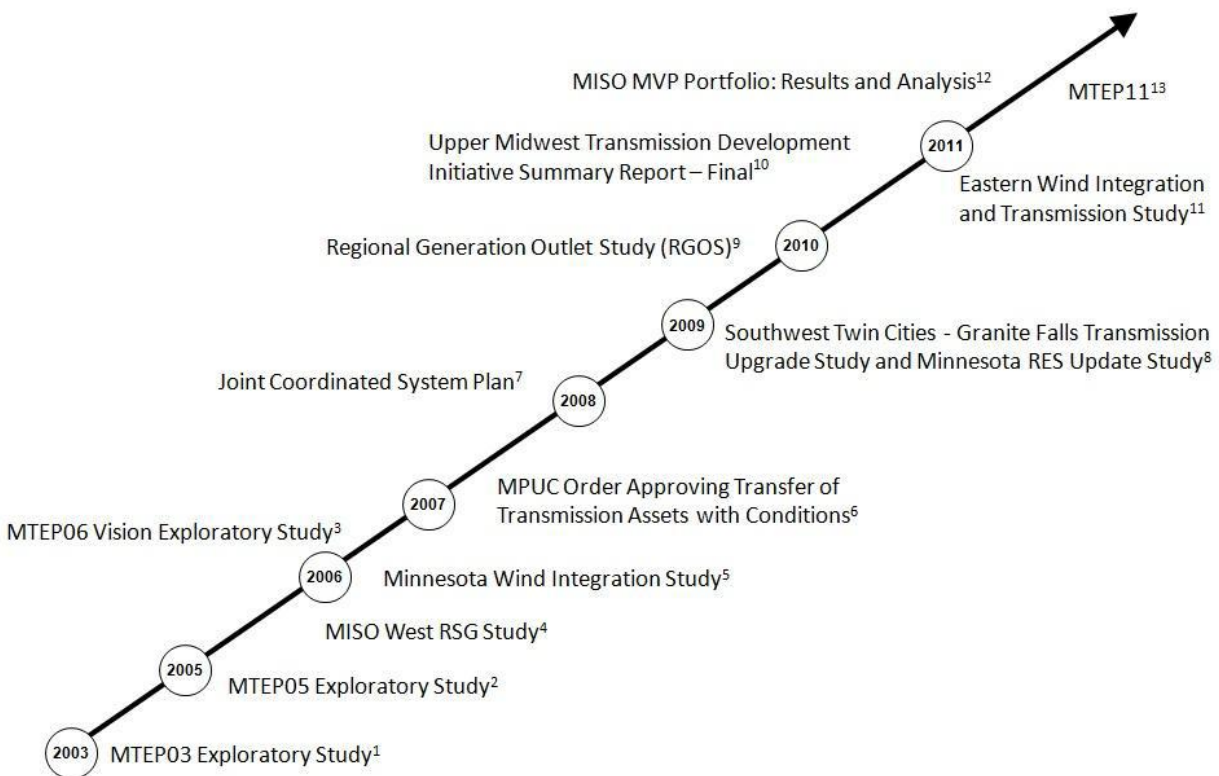 MISO MVP Portfolio: Results and Analysis¹²
MTEP11¹³
Upper Midwest Transmission Development
Initiative Summary Report – Final¹⁰
2011
Eastern Wind Integration
and Transmission Study¹¹
Regional Generation Outlet Study (RGOS)⁹
2010
2009
Southwest Twin Cities - Granite Falls Transmission
Upgrade Study and Minnesota RES Update Study⁸
Joint Coordinated System Plan⁷
2008
2007
MPUC Order Approving Transfer of
Transmission Assets with Conditions⁶
MTEP06 Vision Exploratory Study³
2006
Minnesota Wind Integration Study⁵
MISO West RSG Study⁴
2005
MTEP05 Exploratory Study²
2003
MTEP03 Exploratory Study¹